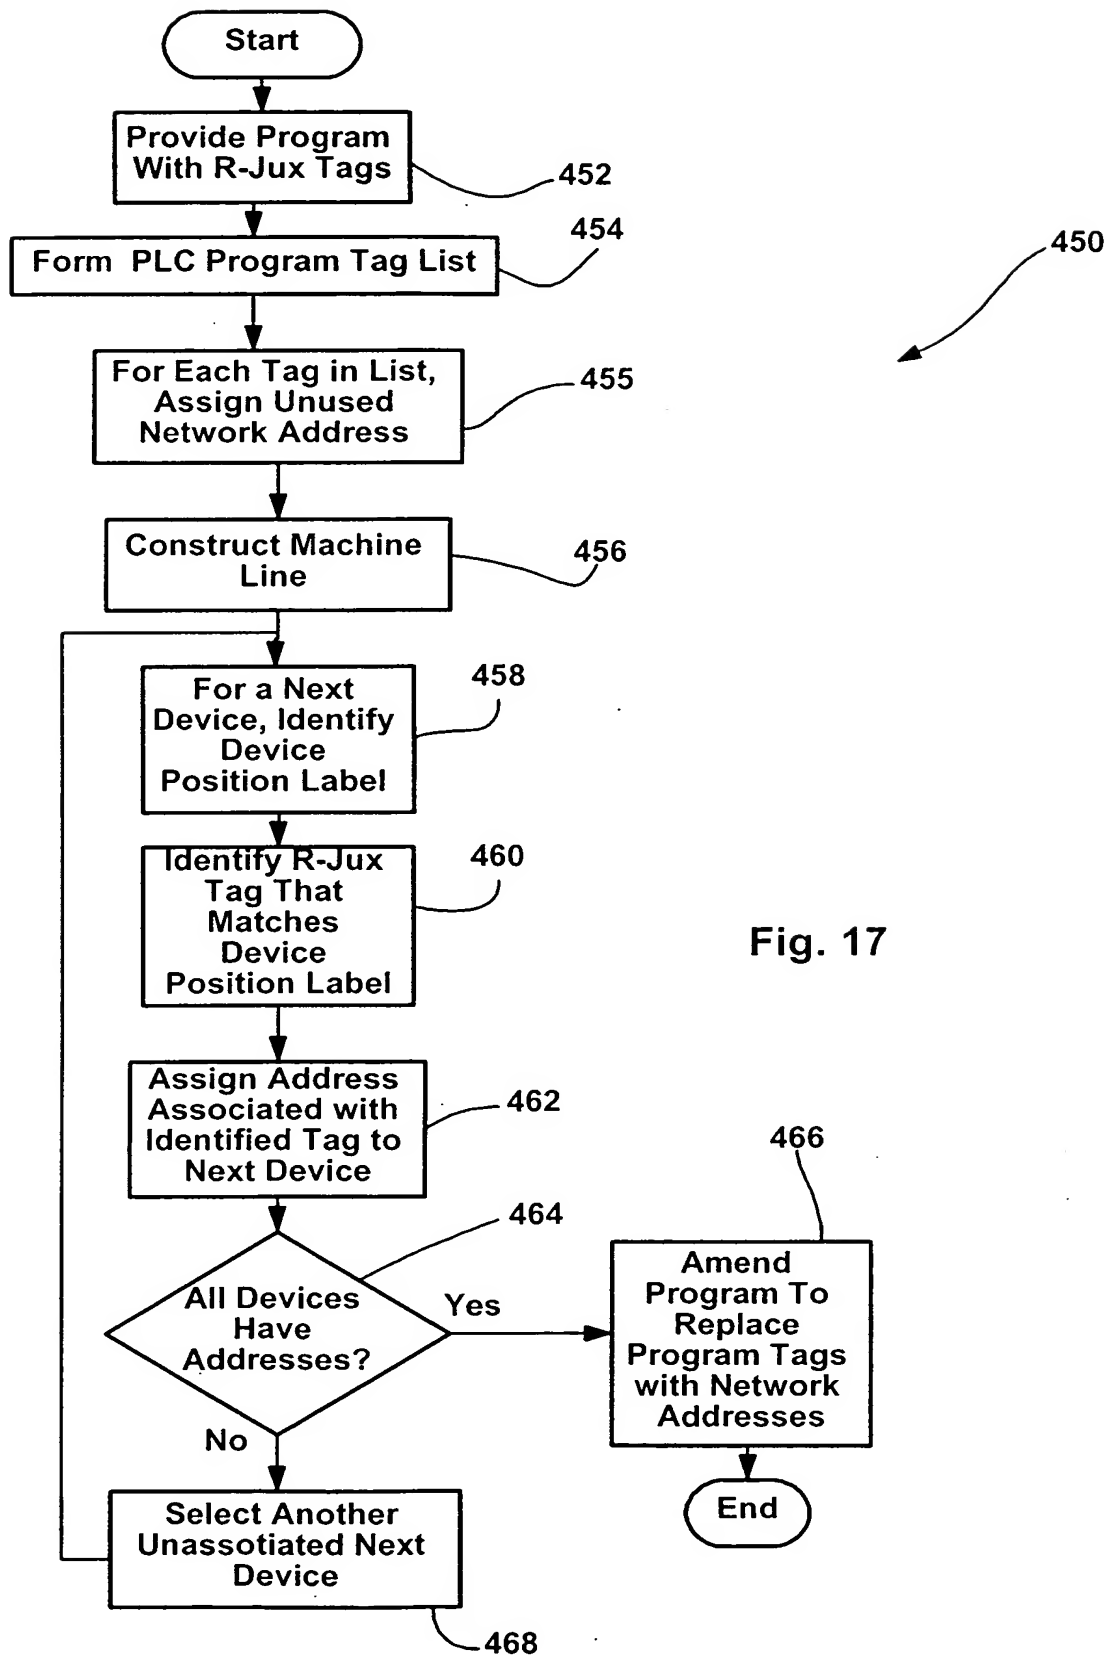 Start
Provide Program
With R-Jux Tags
452
454
Form PLC Program Tag List
450
For Each Tag in List,
Assign Unused
Network Address
455
Construct Machine
Line
456
For a Next
Device, Identify
Device
Position Label
458
Identify R-Jux
Tag That
Matches
Device
Position Label
460
Fig. 17
Assign Address
Associated with
Identified Tag to
Next Device
462
464
466
All Devices
Have
Addresses?
Yes
No
Amend
Program To
Replace
Program Tags
with Network
Addresses
End
Select Another
Unassotiated Next
Device
468